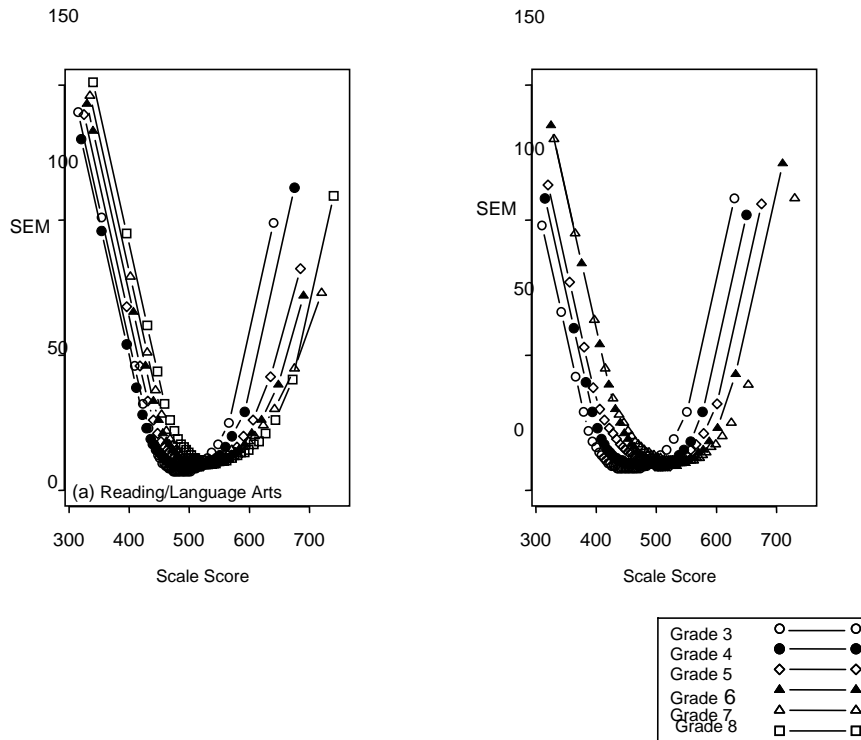 150
100
SEM
50
0
(a) Reading/Language Arts
300 400 500 600 700
Scale Score
150
100
SEM
50
0
300 400 500 600 700
Scale Score
Grade 3
Grade 4
Grade 5
Grade 6
Grade 7
Grade 8